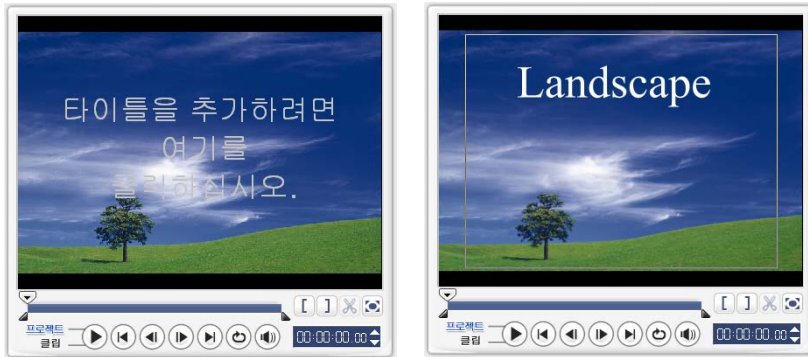 타이틀을 추가하려면
여기를
클릭하십시오.
프로젝트
클립
00:00:00.00
Landscape
프로젝트
클립
00:00:00.00